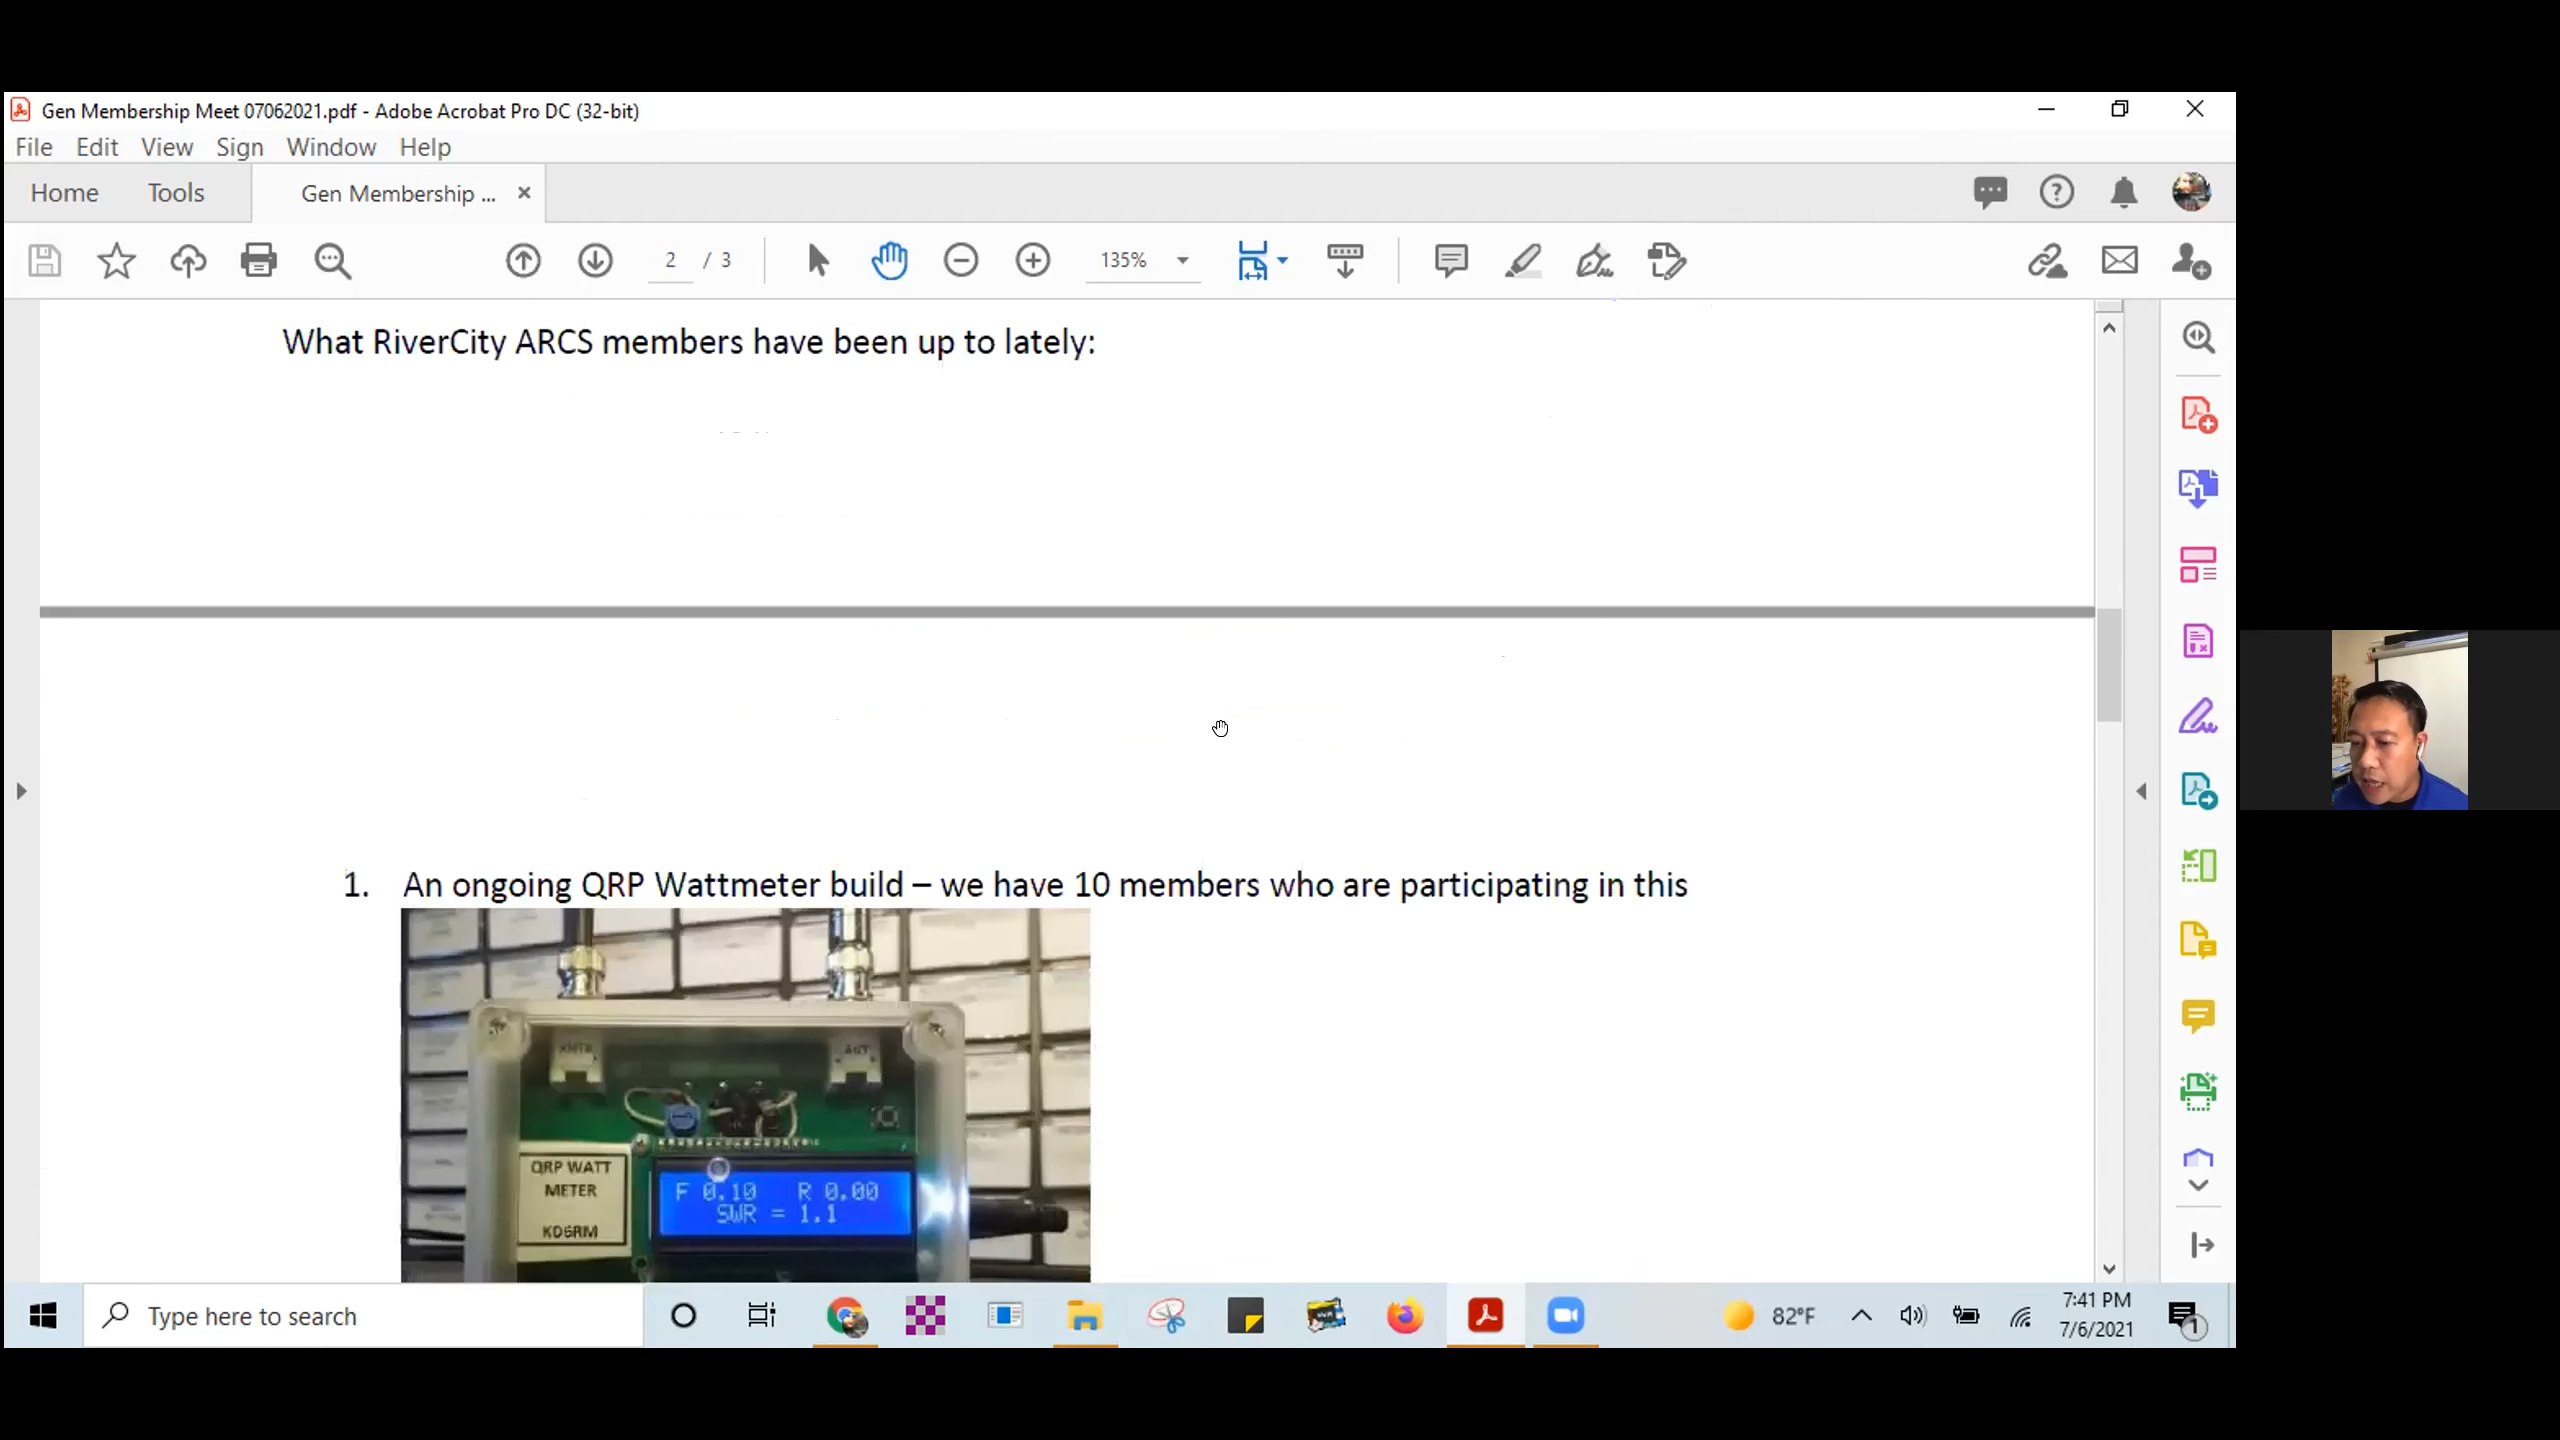 Gen Membership Meet 07062021.pdf - Adobe Acrobat Pro DC (32-bit)
File Edit View Sign Window Help
Home Tools Gen Membership ...
2 / 3 135%
What RiverCity ARCS members have been up to lately:
1. An ongoing QRP Wattmeter build – we have 10 members who are participating in this
XMTR
ANT
QRP WATT
METER
KD6RM
F 0.10 R 0.00
SWR = 1.1
Type here to search
82°F
7:41 PM
7/6/2021
1